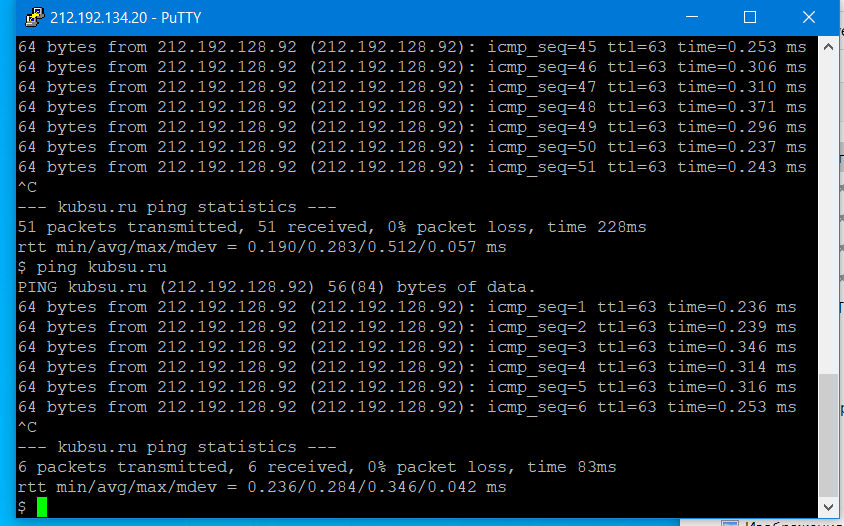 212.192.134.20 - PuTTY
64 bytes from 212.192.128.92 (212.192.128.92): icmp_seq=45 ttl=63 time=0.253 ms
64 bytes from 212.192.128.92 (212.192.128.92): icmp_seq=46 ttl=63 time=0.306 ms
64 bytes from 212.192.128.92 (212.192.128.92): icmp_seq=47 ttl=63 time=0.310 ms
64 bytes from 212.192.128.92 (212.192.128.92): icmp_seq=48 ttl=63 time=0.371 ms
64 bytes from 212.192.128.92 (212.192.128.92): icmp_seq=49 ttl=63 time=0.296 ms
64 bytes from 212.192.128.92 (212.192.128.92): icmp_seq=50 ttl=63 time=0.237 ms
64 bytes from 212.192.128.92 (212.192.128.92): icmp_seq=51 ttl=63 time=0.243 ms
^C
--- kubsu.ru ping statistics ---
51 packets transmitted, 51 received, 0% packet loss, time 228ms
rtt min/avg/max/mdev = 0.190/0.283/0.512/0.057 ms
$ ping kubsu.ru
PING kubsu.ru (212.192.128.92) 56(84) bytes of data.
64 bytes from 212.192.128.92 (212.192.128.92): icmp_seq=1 ttl=63 time=0.236 ms
64 bytes from 212.192.128.92 (212.192.128.92): icmp_seq=2 ttl=63 time=0.239 ms
64 bytes from 212.192.128.92 (212.192.128.92): icmp_seq=3 ttl=63 time=0.346 ms
64 bytes from 212.192.128.92 (212.192.128.92): icmp_seq=4 ttl=63 time=0.314 ms
64 bytes from 212.192.128.92 (212.192.128.92): icmp_seq=5 ttl=63 time=0.316 ms
64 bytes from 212.192.128.92 (212.192.128.92): icmp_seq=6 ttl=63 time=0.253 ms
^C
--- kubsu.ru ping statistics ---
6 packets transmitted, 6 received, 0% packet loss, time 83ms
rtt min/avg/max/mdev = 0.236/0.284/0.346/0.042 ms
$